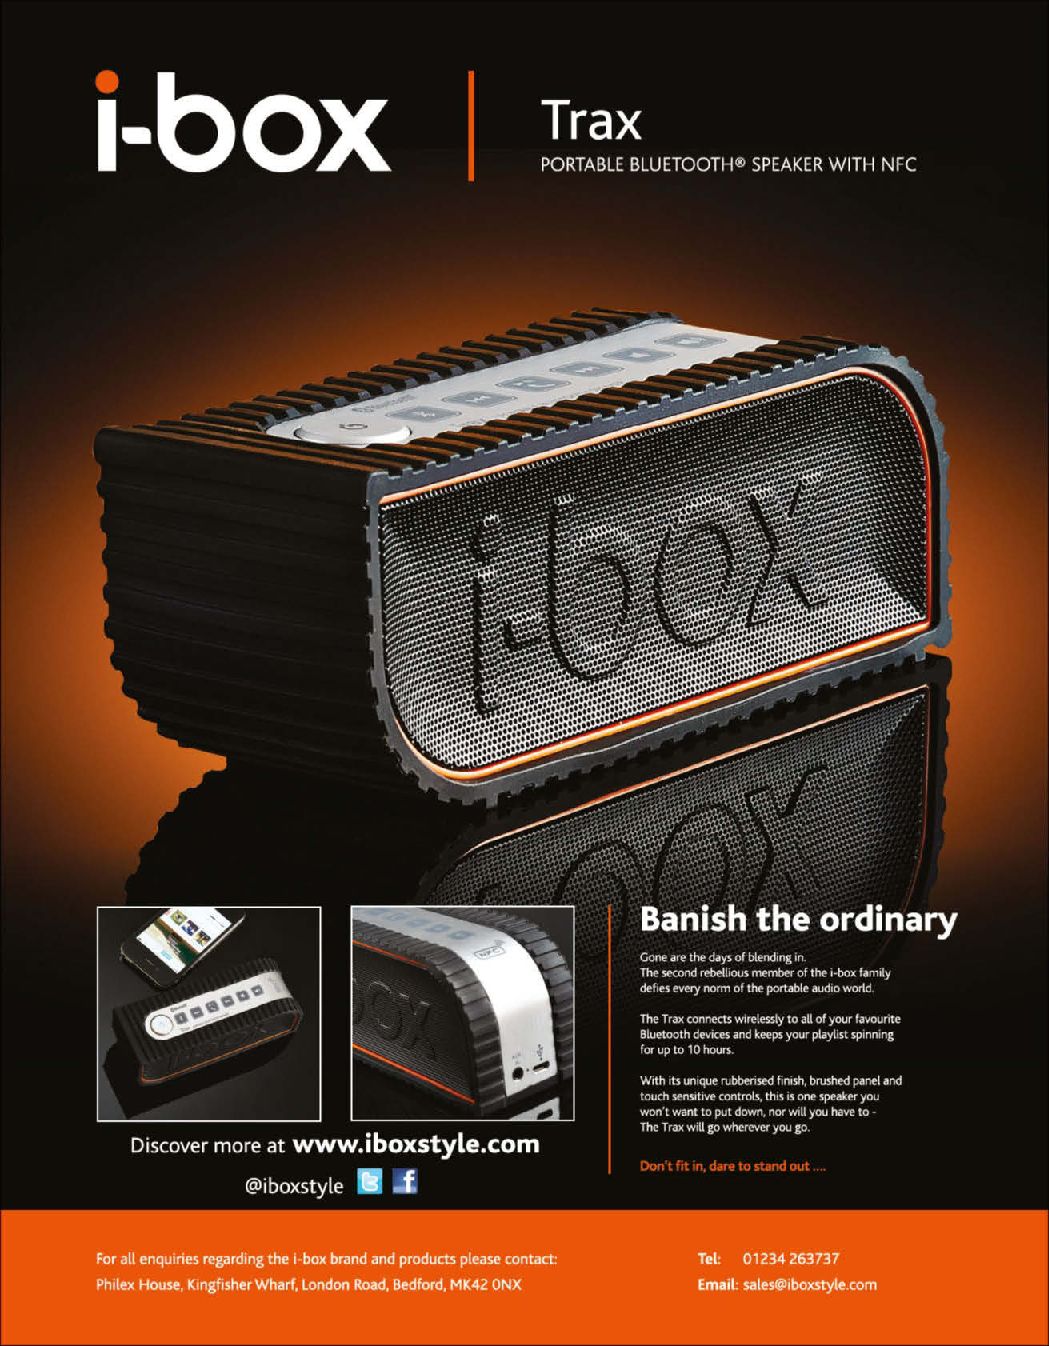 i-box
Trax
PORTABLE BLUETOOTH® SPEAKER WITH NFC
i-box
Banish the ordinary
Gone are the days of blending in.
The second rebellious member of the i-box family
defies every norm of the portable audio world.
The Trax connects wirelessly to all of your favourite
Bluetooth devices and keeps your playlist spinning
for up to 10 hours.
With its unique rubberised finish, brushed panel and
touch sensitive controls, this is one speaker you
won't want to put down, nor will you have to -
The Trax will go wherever you go.
Don't fit in, dare to stand out ....
Discover more at www.iboxstyle.com
@iboxstyle
For all enquiries regarding the i-box brand and products please contact:
Philex House, Kingfisher Wharf, London Road, Bedford, MK42 0NX
Tel: 01234 263737
Email: sales@iboxstyle.com